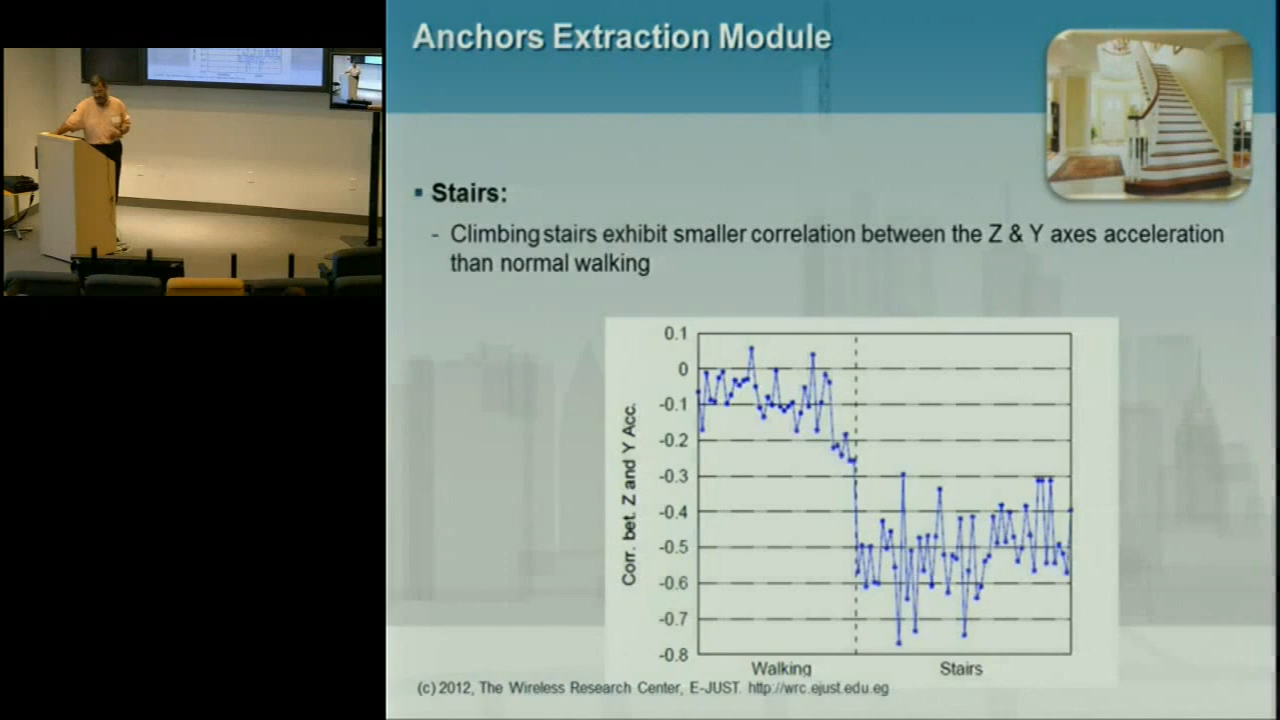 Anchors Extraction Module
▪ Stairs:
- Climbing stairs exhibit smaller correlation between the Z & Y axes acceleration
than normal walking
Corr. bet. Z and Y Acc.
0.1
0
-0.1
-0.2
-0.3
-0.4
-0.5
-0.6
-0.7
-0.8
Walking Stairs
(c) 2012, The Wireless Research Center, E-JUST. http://wrc.ejust.edu.eg